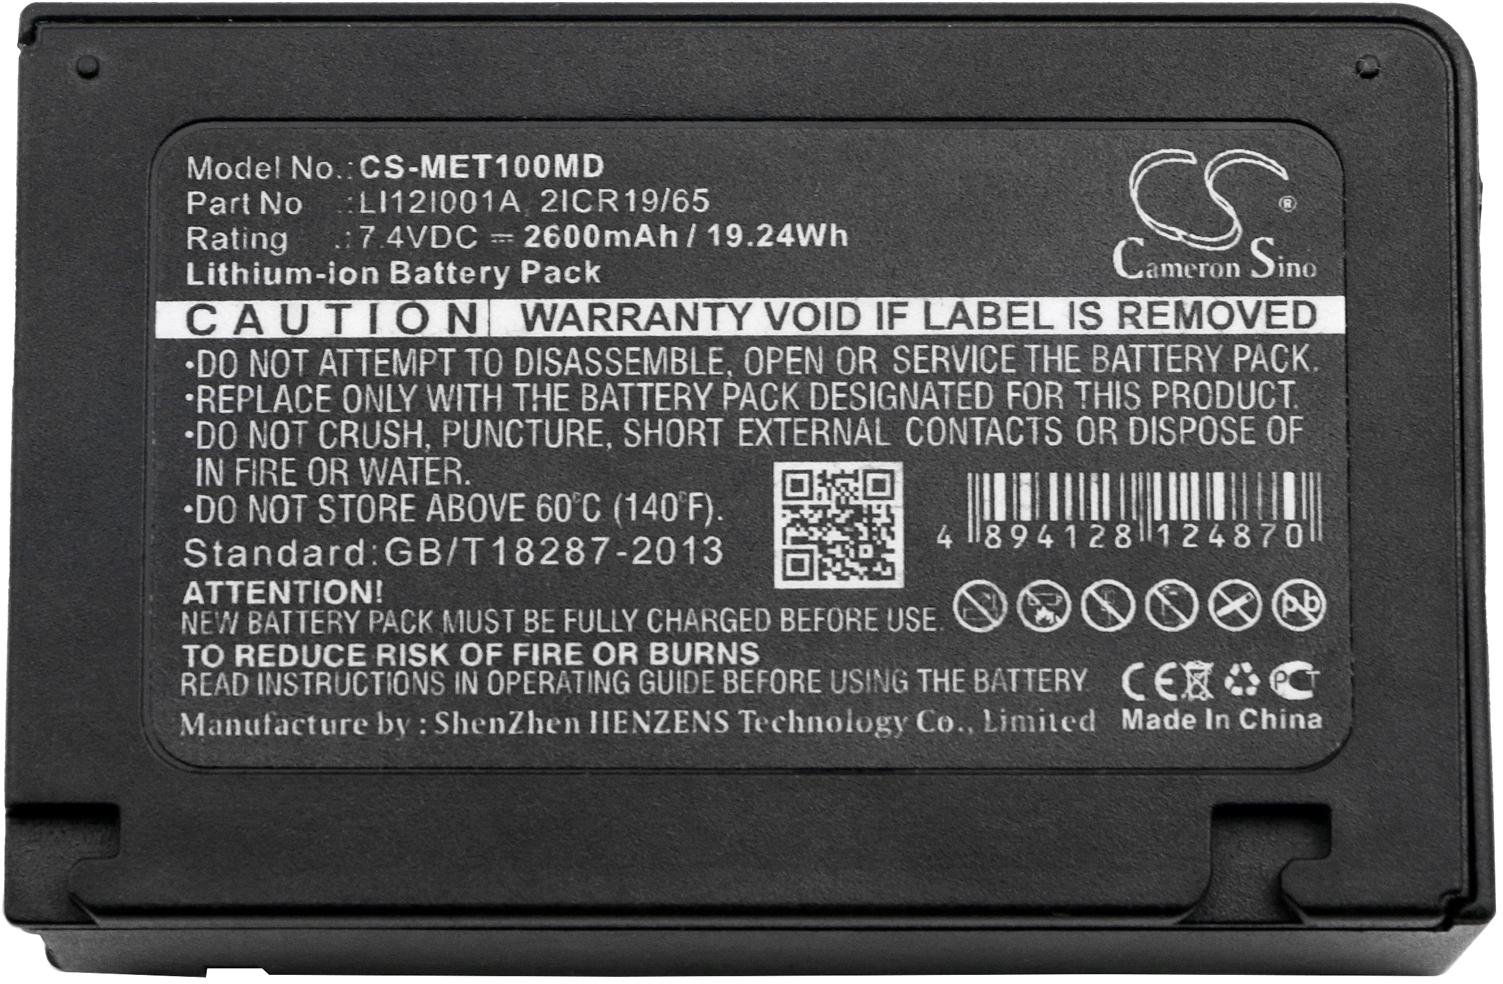 Model No.: CS-MET100MD
Part No .: LI12I001A, 2ICR19/65
Rating .: 7.4VDC ⎓ 2600mAh / 19.24Wh
Lithium-ion Battery Pack
CS ®
Cameron Sino
CAUTION WARRANTY VOID IF LABEL IS REMOVED
•DO NOT ATTEMPT TO DISASSEMBLE, OPEN OR SERVICE THE BATTERY PACK.
•REPLACE ONLY WITH THE BATTERY PACK DESIGNATED FOR THIS PRODUCT.
•DO NOT CRUSH, PUNCTURE, SHORT EXTERNAL CONTACTS OR DISPOSE OF
IN FIRE OR WATER.
•DO NOT STORE ABOVE 60°C (140°F).
Standard:GB/T18287-2013
4 894128 124870
ATTENTION!
NEW BATTERY PACK MUST BE FULLY CHARGED BEFORE USE.
Pb
TO REDUCE RISK OF FIRE OR BURNS
READ INSTRUCTIONS IN OPERATING GUIDE BEFORE USING THE BATTERY
CE PCT
Manufacture by : ShenZhen HENZENS Technology Co., Limited
Made In China